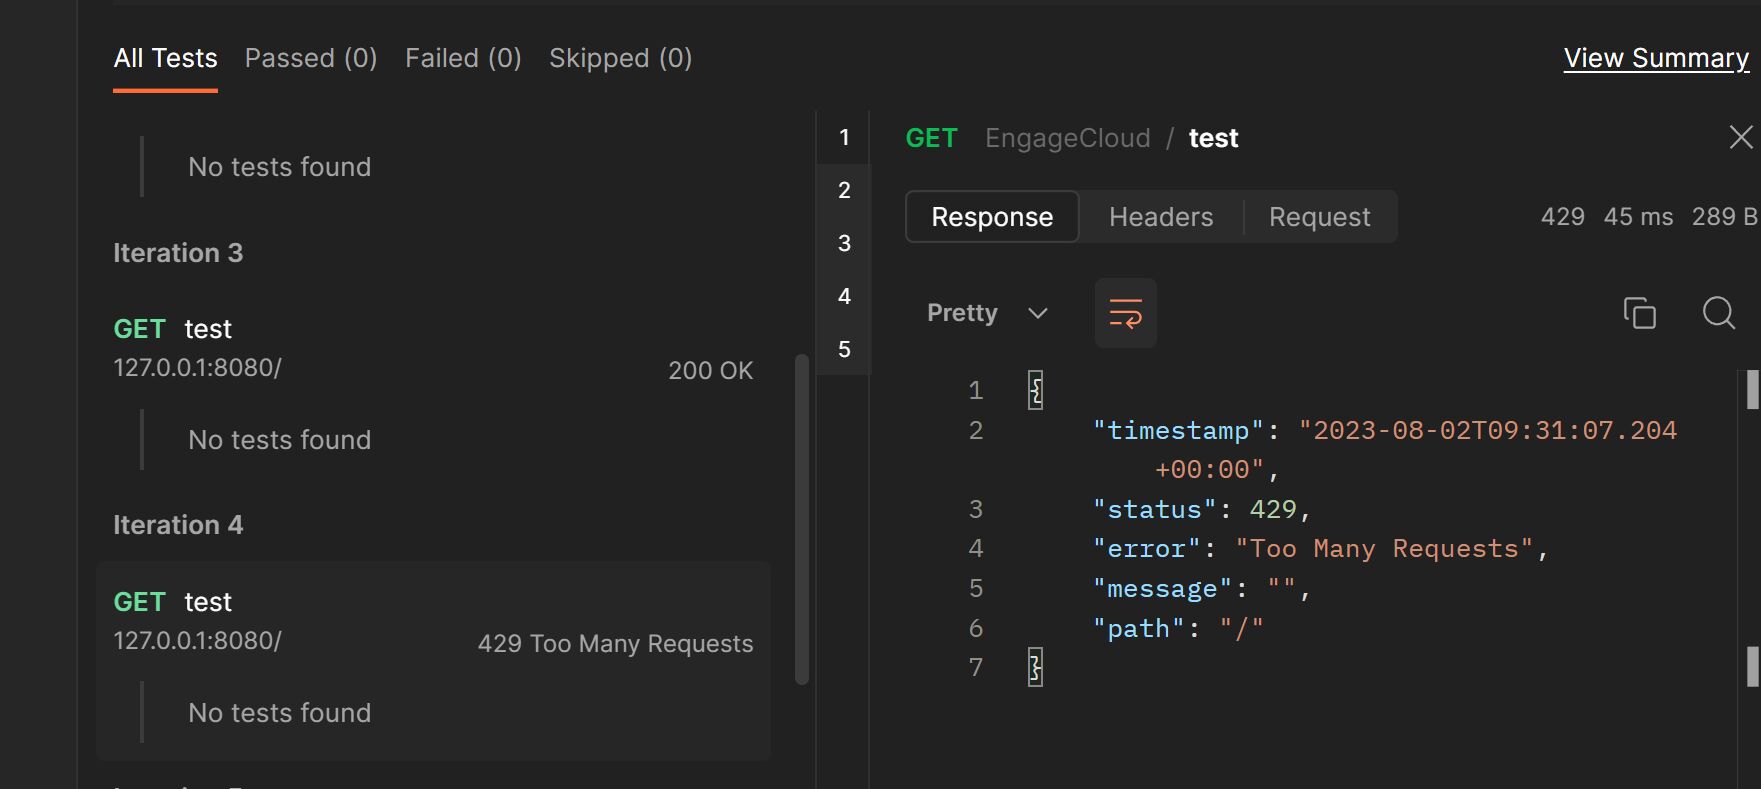 All Tests Passed (0) Failed (0) Skipped (0) View Summary
No tests found
Iteration 3
GET test
127.0.0.1:8080/ 200 OK
No tests found
Iteration 4
GET test
127.0.0.1:8080/ 429 Too Many Requests
No tests found
1
2
3
4
5
GET EngageCloud / test
Response Headers Request 429 45 ms 289 B
Pretty
1 {
2 "timestamp": "2023-08-02T09:31:07.204
+00:00",
3 "status": 429,
4 "error": "Too Many Requests",
5 "message": "",
6 "path": "/"
7 }